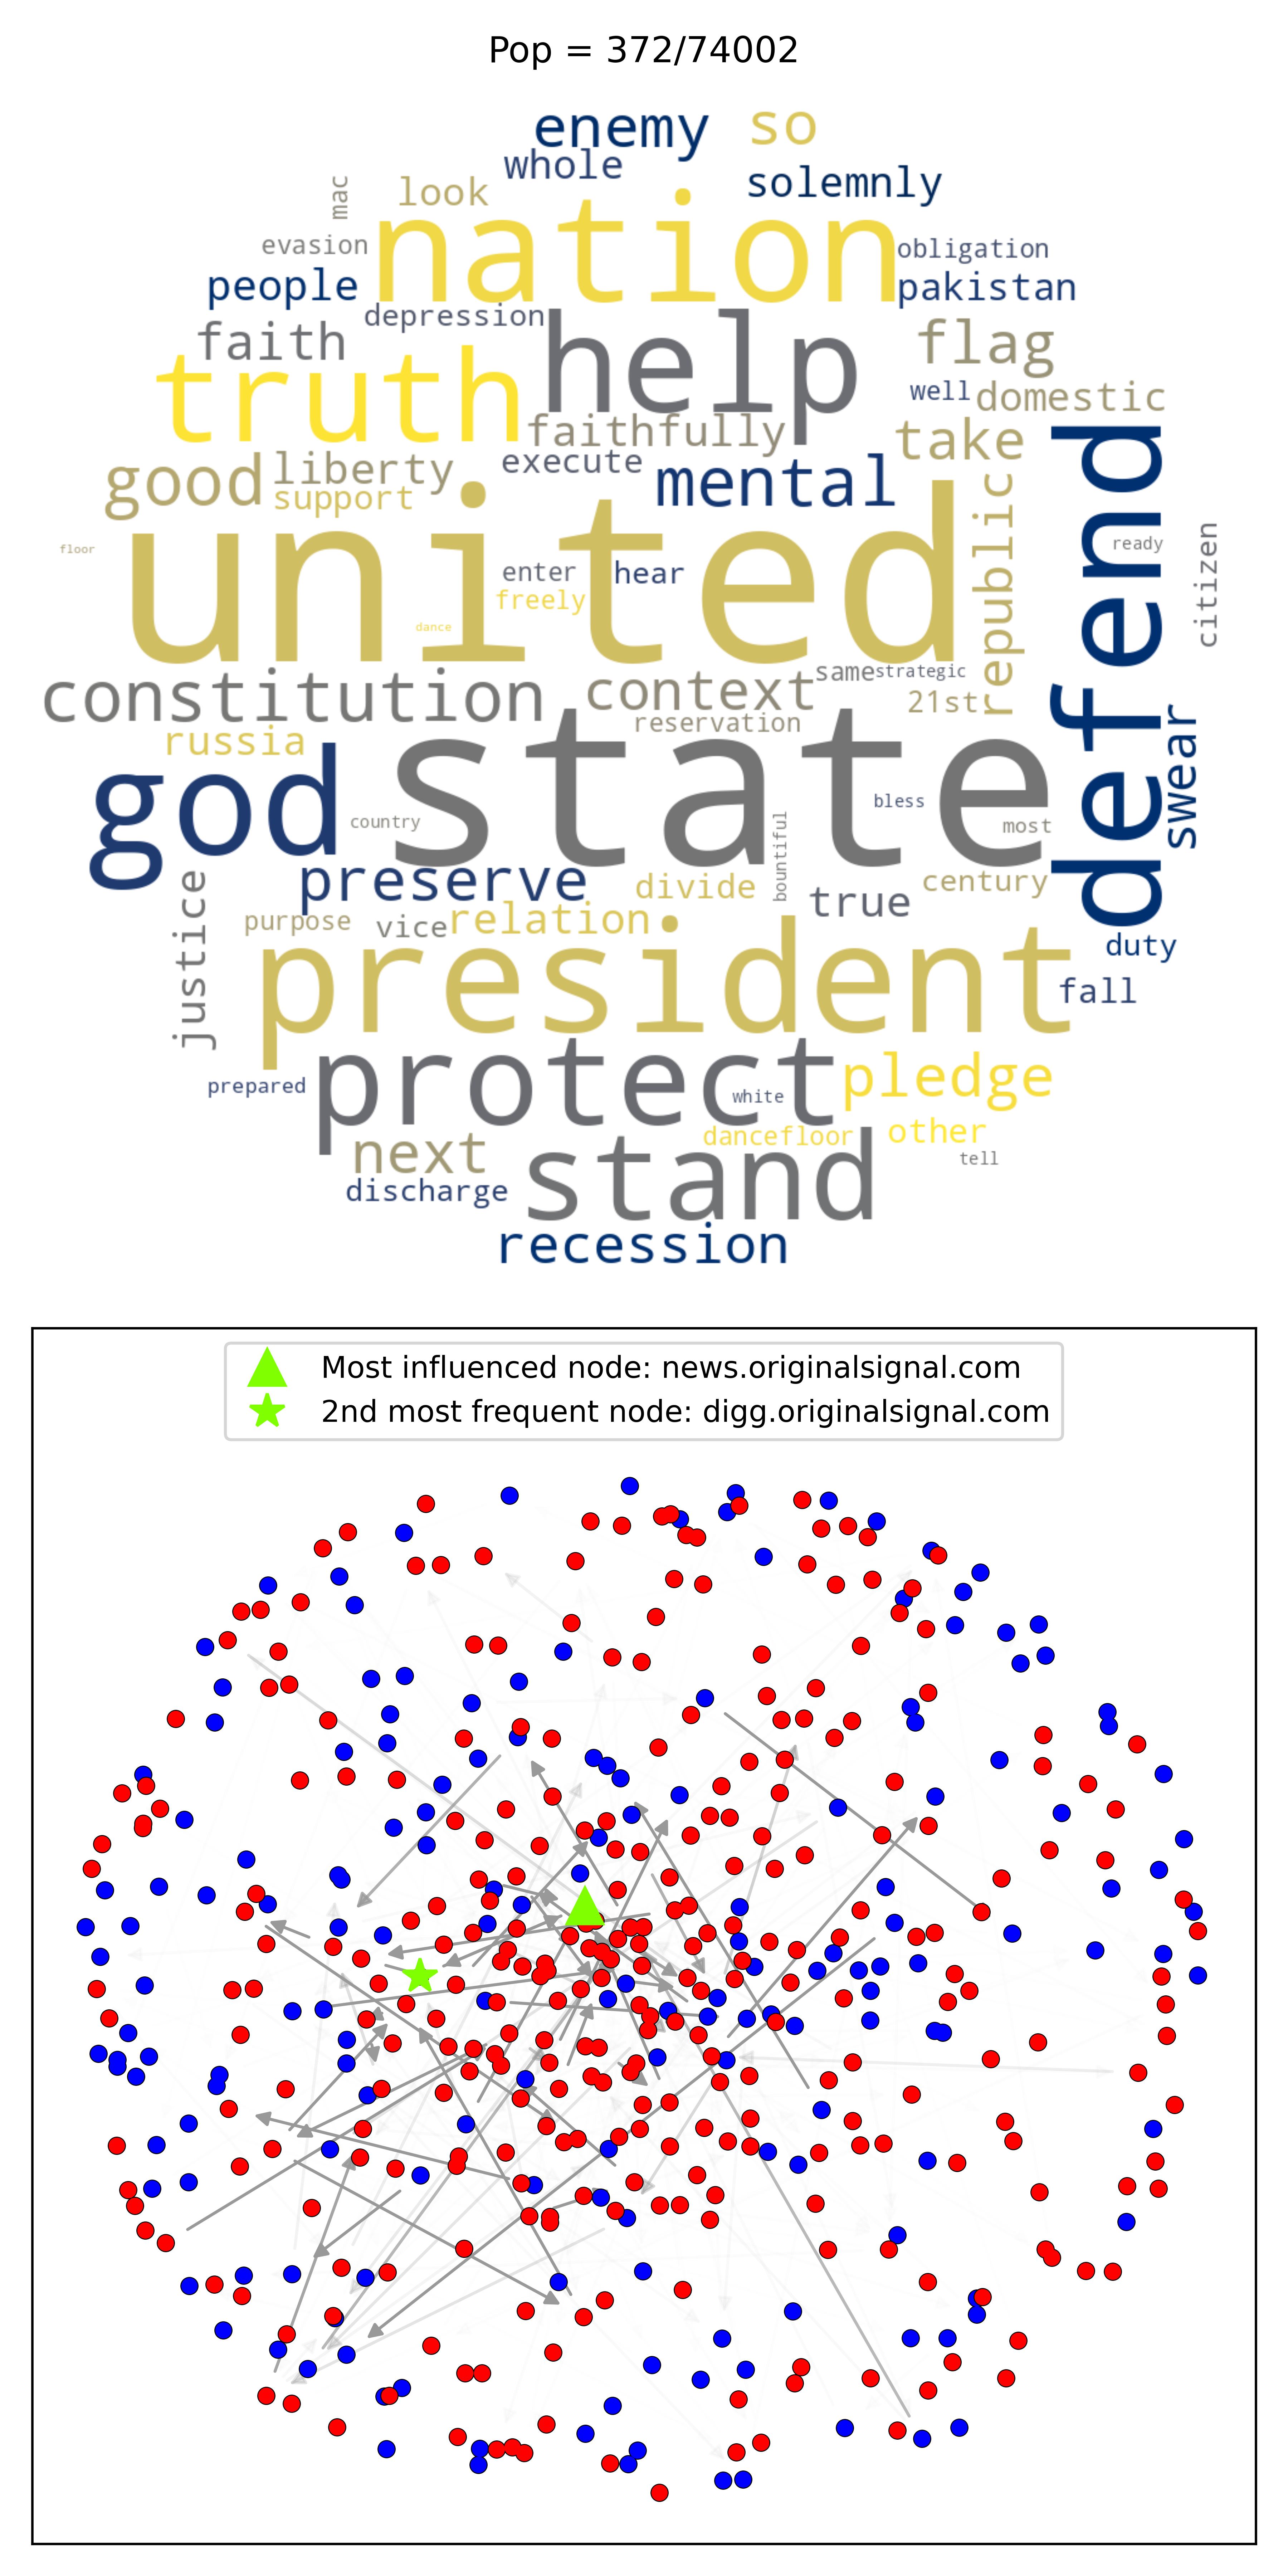 Pop = 372/74002
enemy so
whole
solemnly
mac
look
nation
evasion
obligation
people
pakistan
depression
help
faith
flag
truth
well
domestic
faithfully
take
good
liberty
execute
mental
defend
support
united
republic
floor
enter
hear
ready
citizen
freely
dance
constitution
context
same
strategic
21st
reservation
russia
state
swear
god
country
bless
most
bountiful
preserve
divide
century
justice
true
purpose
vice
relation
president
duty
fall
protect
pledge
prepared
white
dancefloor
other
next
stand
tell
discharge
recession
Most influenced node: news.originalsignal.com
2nd most frequent node: digg.originalsignal.com